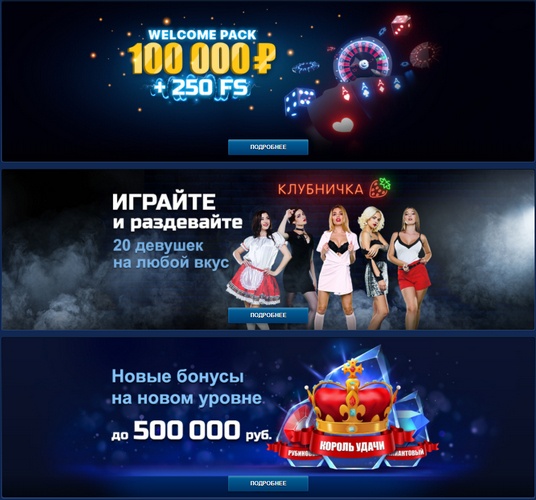 WELCOME PACK
100 000 ₽
+ 250 FS
ПОДРОБНЕЕ
КЛУБНИЧКА
ИГРАЙТЕ
и раздевайте
20 девушек
на любой вкус
ПОДРОБНЕЕ
Новые бонусы
на новом уровне
до 500 000 руб.
КОРОЛЬ УДАЧИ
ПОДРОБНЕЕ